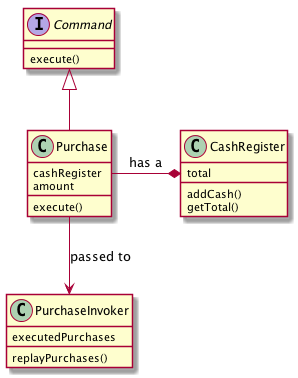 I Command
execute()
C Purchase
cashRegister
amount
execute()
has a
C CashRegister
total
addCash()
getTotal()
passed to
C PurchaseInvoker
executedPurchases
replayPurchases()